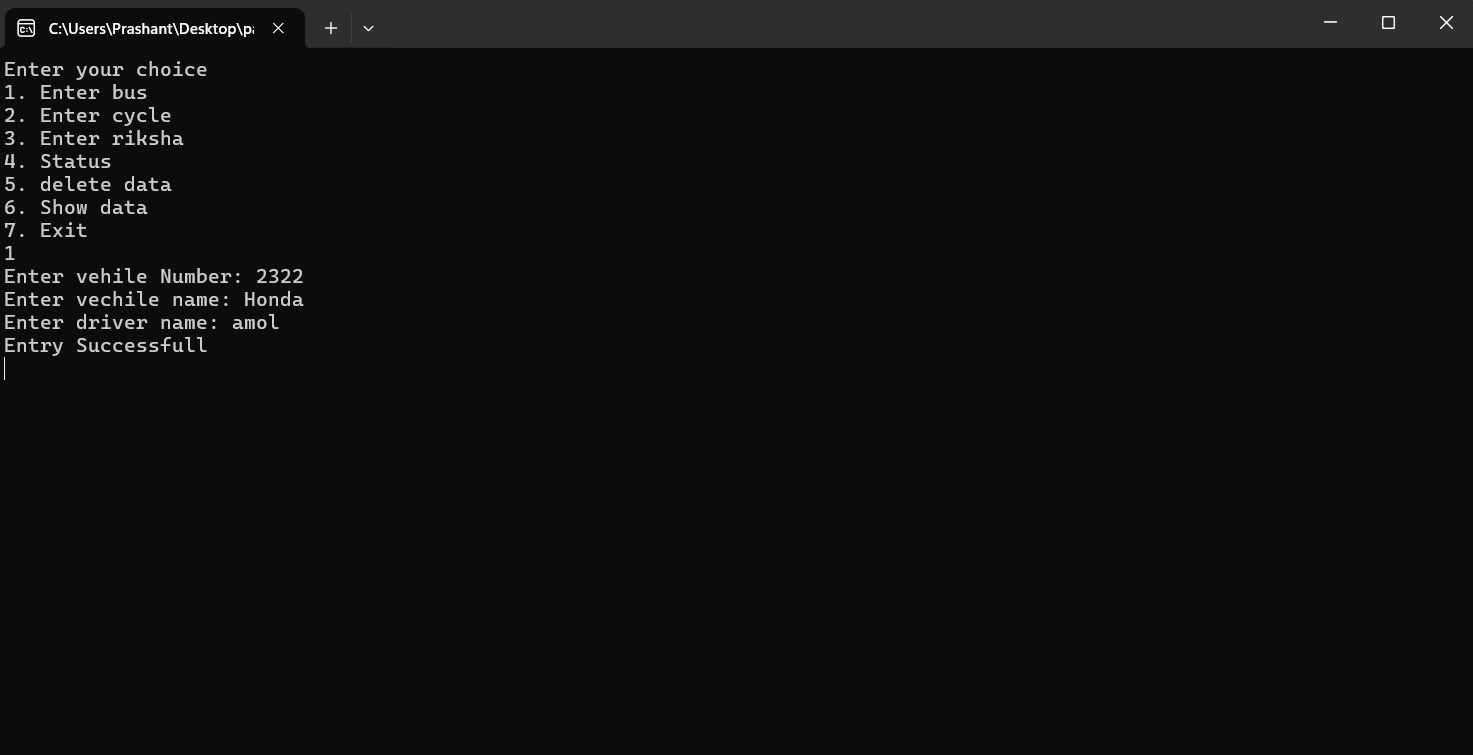 C:\Users\Prashant\Desktop\pa
Enter your choice
1. Enter bus
2. Enter cycle
3. Enter riksha
4. Status
5. delete data
6. Show data
7. Exit
1
Enter vehile Number: 2322
Enter vechile name: Honda
Enter driver name: amol
Entry Successfull